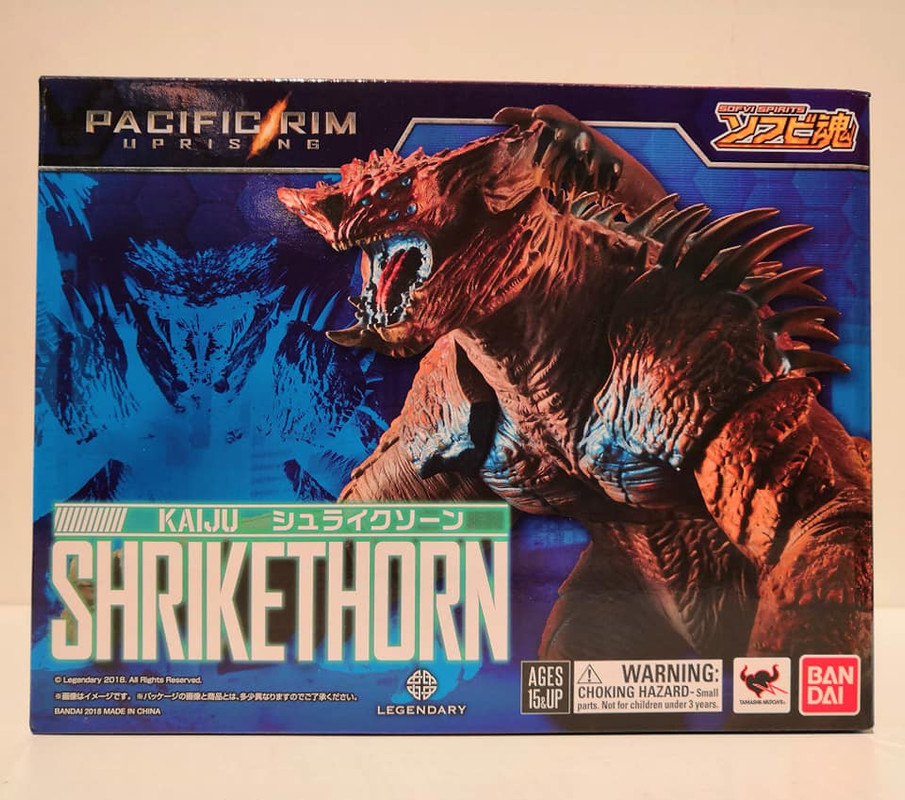 PACIFIC RIM
UPRISING
SOFVI SPIRITS
ソフビ魂
KAIJU シュライクソーン
SHRIKETHORN
© Legendary 2018. All Rights Reserved.
※画像はイメージです。 ※パッケージの画像と商品とは、多少異なりますのでご了承ください。
BANDAI 2018 MADE IN CHINA
LEGENDARY
AGES
15&UP
WARNING:
CHOKING HAZARD- Small
parts. Not for children under 3 years.
TAMASHII NATIONS
BAN
DAI